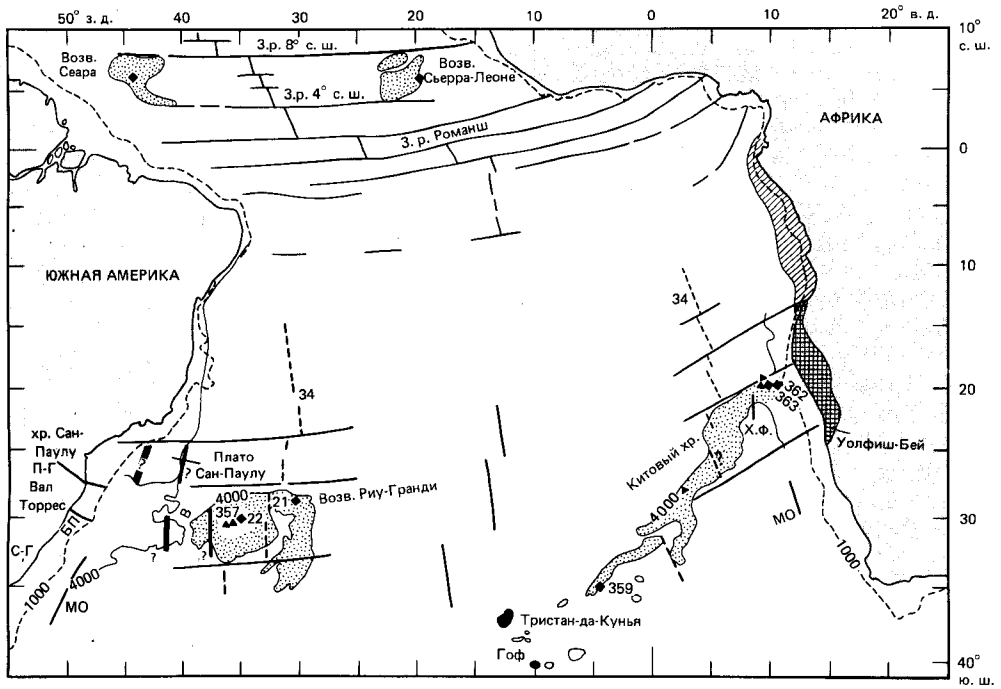 50° з. д.
40
30
20
10
0
10
20° в. д.
10°
с. ш.
З.р. 8° с. ш.
Возв.
Сеара
Возв.
Сьерра-Леоне
З.р. 4° с. ш.
З. р. Романш
АФРИКА
0
ЮЖНАЯ АМЕРИКА
10
34
34
20
362
363
Х.Ф.
Уолфиш-Бей
Китовый хр.
хр. Сан-
Паулу
П-Г
Вал
Торрес
БП
С-Г
?
?
Плато
Сан-Паулу
4000
357
22
21
Возв. Риу-Гранди
В
?
?
4000
МО
30
1000
4000
МО
1000
359
Тристан-да-Кунья
Гоф
40°
ю. ш.